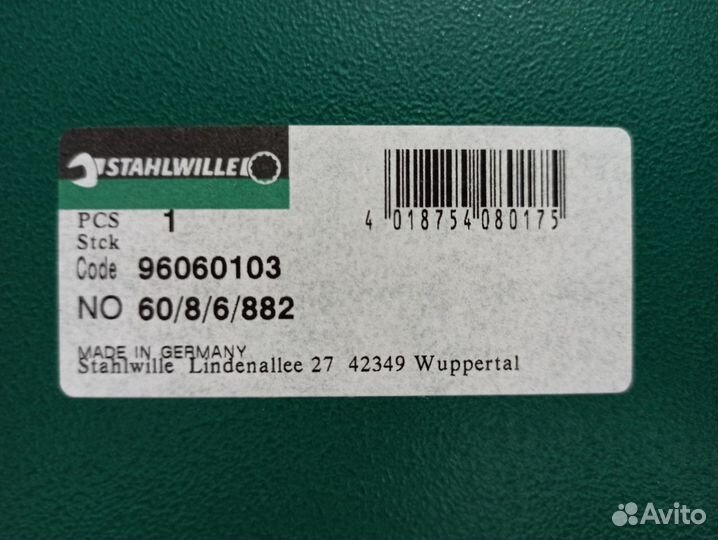 STAHLWILLE
PCS 1
Stck
Code 96060103
NO 60/8/6/882
MADE IN GERMANY
Stahlwille Lindenallee 27 42349 Wuppertal
4 018754 080175
Avito